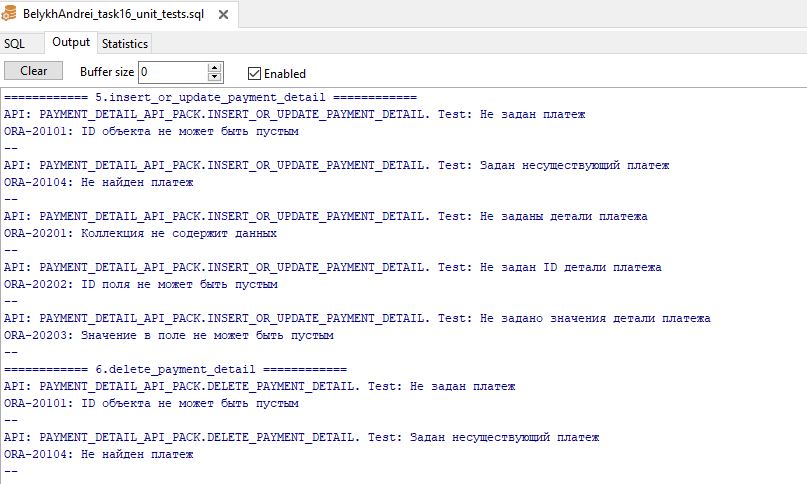 BelykhAndrei_task16_unit_tests.sql
SQL Output Statistics
Clear Buffer size 0 Enabled
============ 5.insert_or_update_payment_detail ============
API: PAYMENT_DETAIL_API_PACK.INSERT_OR_UPDATE_PAYMENT_DETAIL. Test: Не задан платеж
ORA-20101: ID объекта не может быть пустым
--
API: PAYMENT_DETAIL_API_PACK.INSERT_OR_UPDATE_PAYMENT_DETAIL. Test: Задан несуществующий платеж
ORA-20104: Не найден платеж
--
API: PAYMENT_DETAIL_API_PACK.INSERT_OR_UPDATE_PAYMENT_DETAIL. Test: Не заданы детали платежа
ORA-20201: Коллекция не содержит данных
--
API: PAYMENT_DETAIL_API_PACK.INSERT_OR_UPDATE_PAYMENT_DETAIL. Test: Не задан ID детали платежа
ORA-20202: ID поля не может быть пустым
--
API: PAYMENT_DETAIL_API_PACK.INSERT_OR_UPDATE_PAYMENT_DETAIL. Test: Не задано значения детали платежа
ORA-20203: Значение в поле не может быть пустым
--
============ 6.delete_payment_detail ============
API: PAYMENT_DETAIL_API_PACK.DELETE_PAYMENT_DETAIL. Test: Не задан платеж
ORA-20101: ID объекта не может быть пустым
--
API: PAYMENT_DETAIL_API_PACK.DELETE_PAYMENT_DETAIL. Test: Задан несуществующий платеж
ORA-20104: Не найден платеж
--